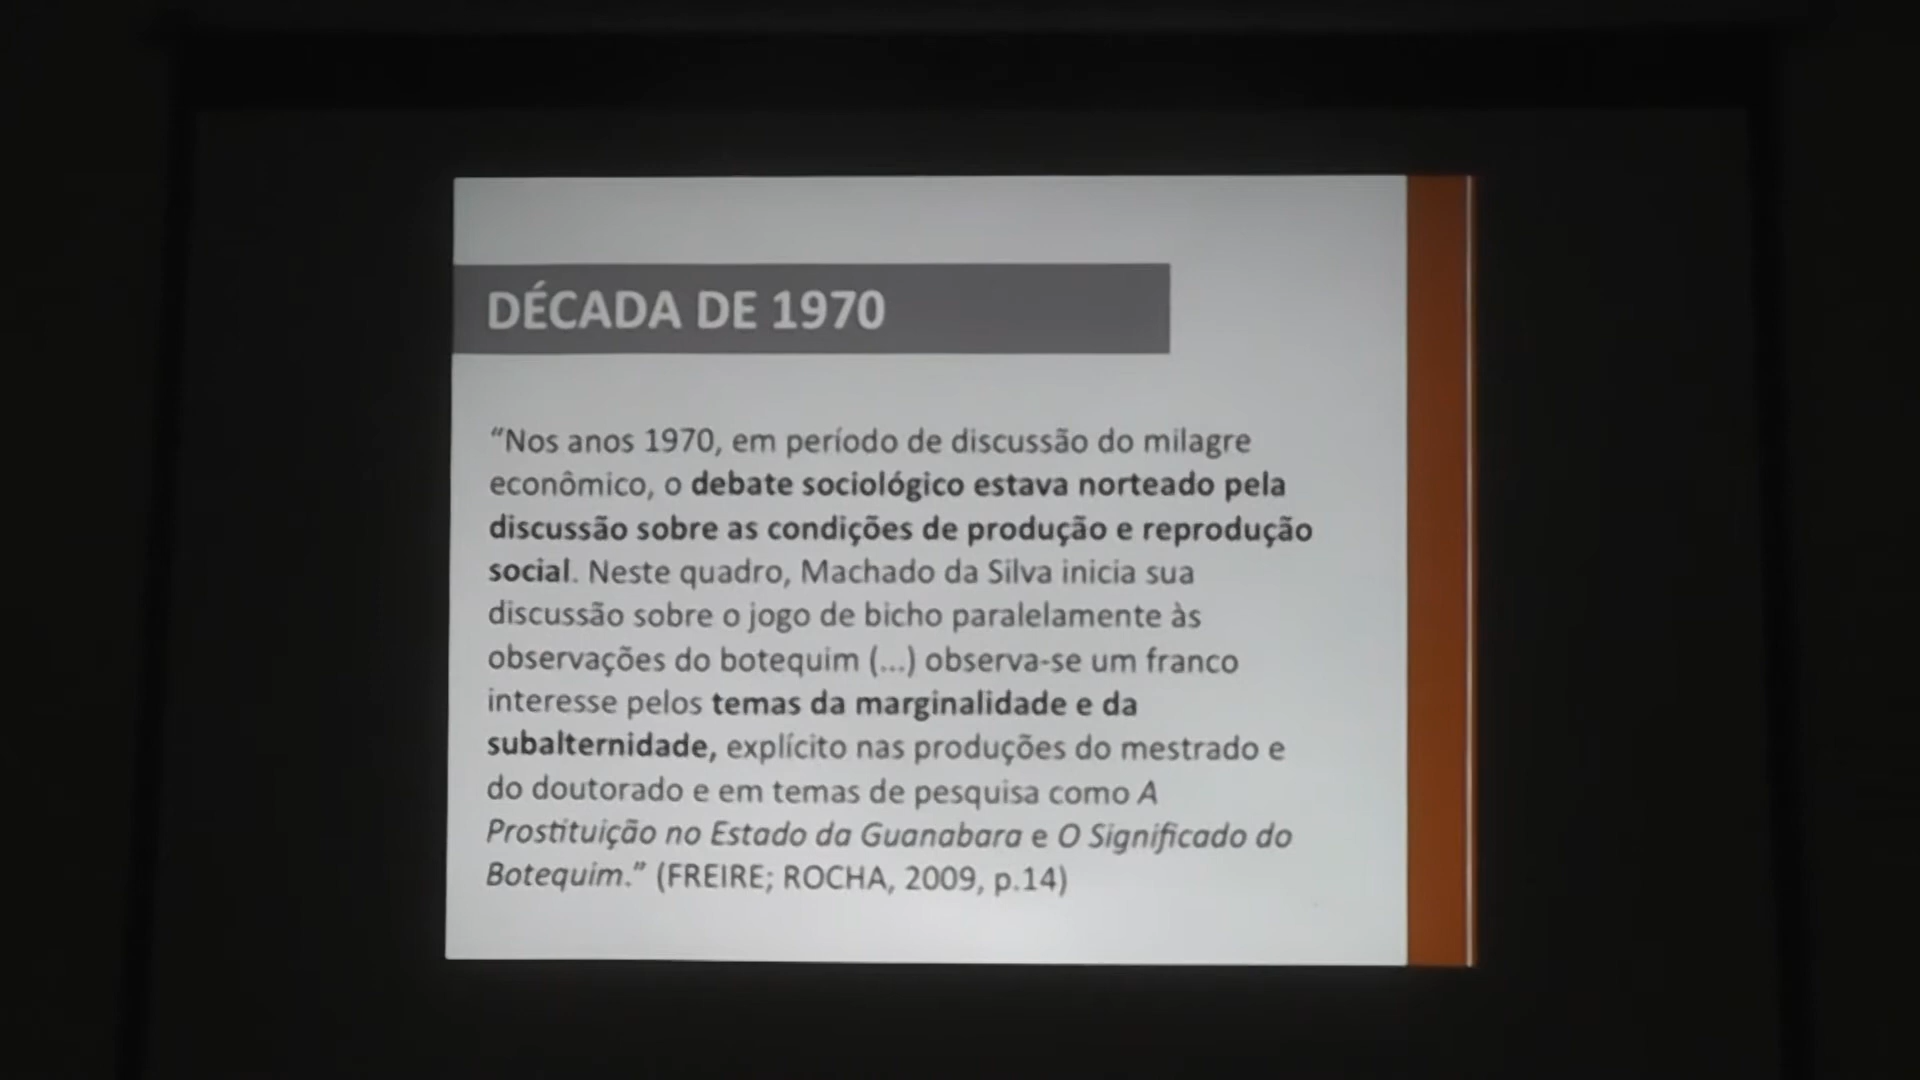 DÉCADA DE 1970
“Nos anos 1970, em período de discussão do milagre
econômico, o debate sociológico estava norteado pela
discussão sobre as condições de produção e reprodução
social. Neste quadro, Machado da Silva inicia sua
discussão sobre o jogo de bicho paralelamente às
observações do botequim (...) observa-se um franco
interesse pelos temas da marginalidade e da
subalternidade, explícito nas produções do mestrado e
do doutorado e em temas de pesquisa como A
Prostituição no Estado da Guanabara e O Significado do
Botequim.” (FREIRE; ROCHA, 2009, p.14)